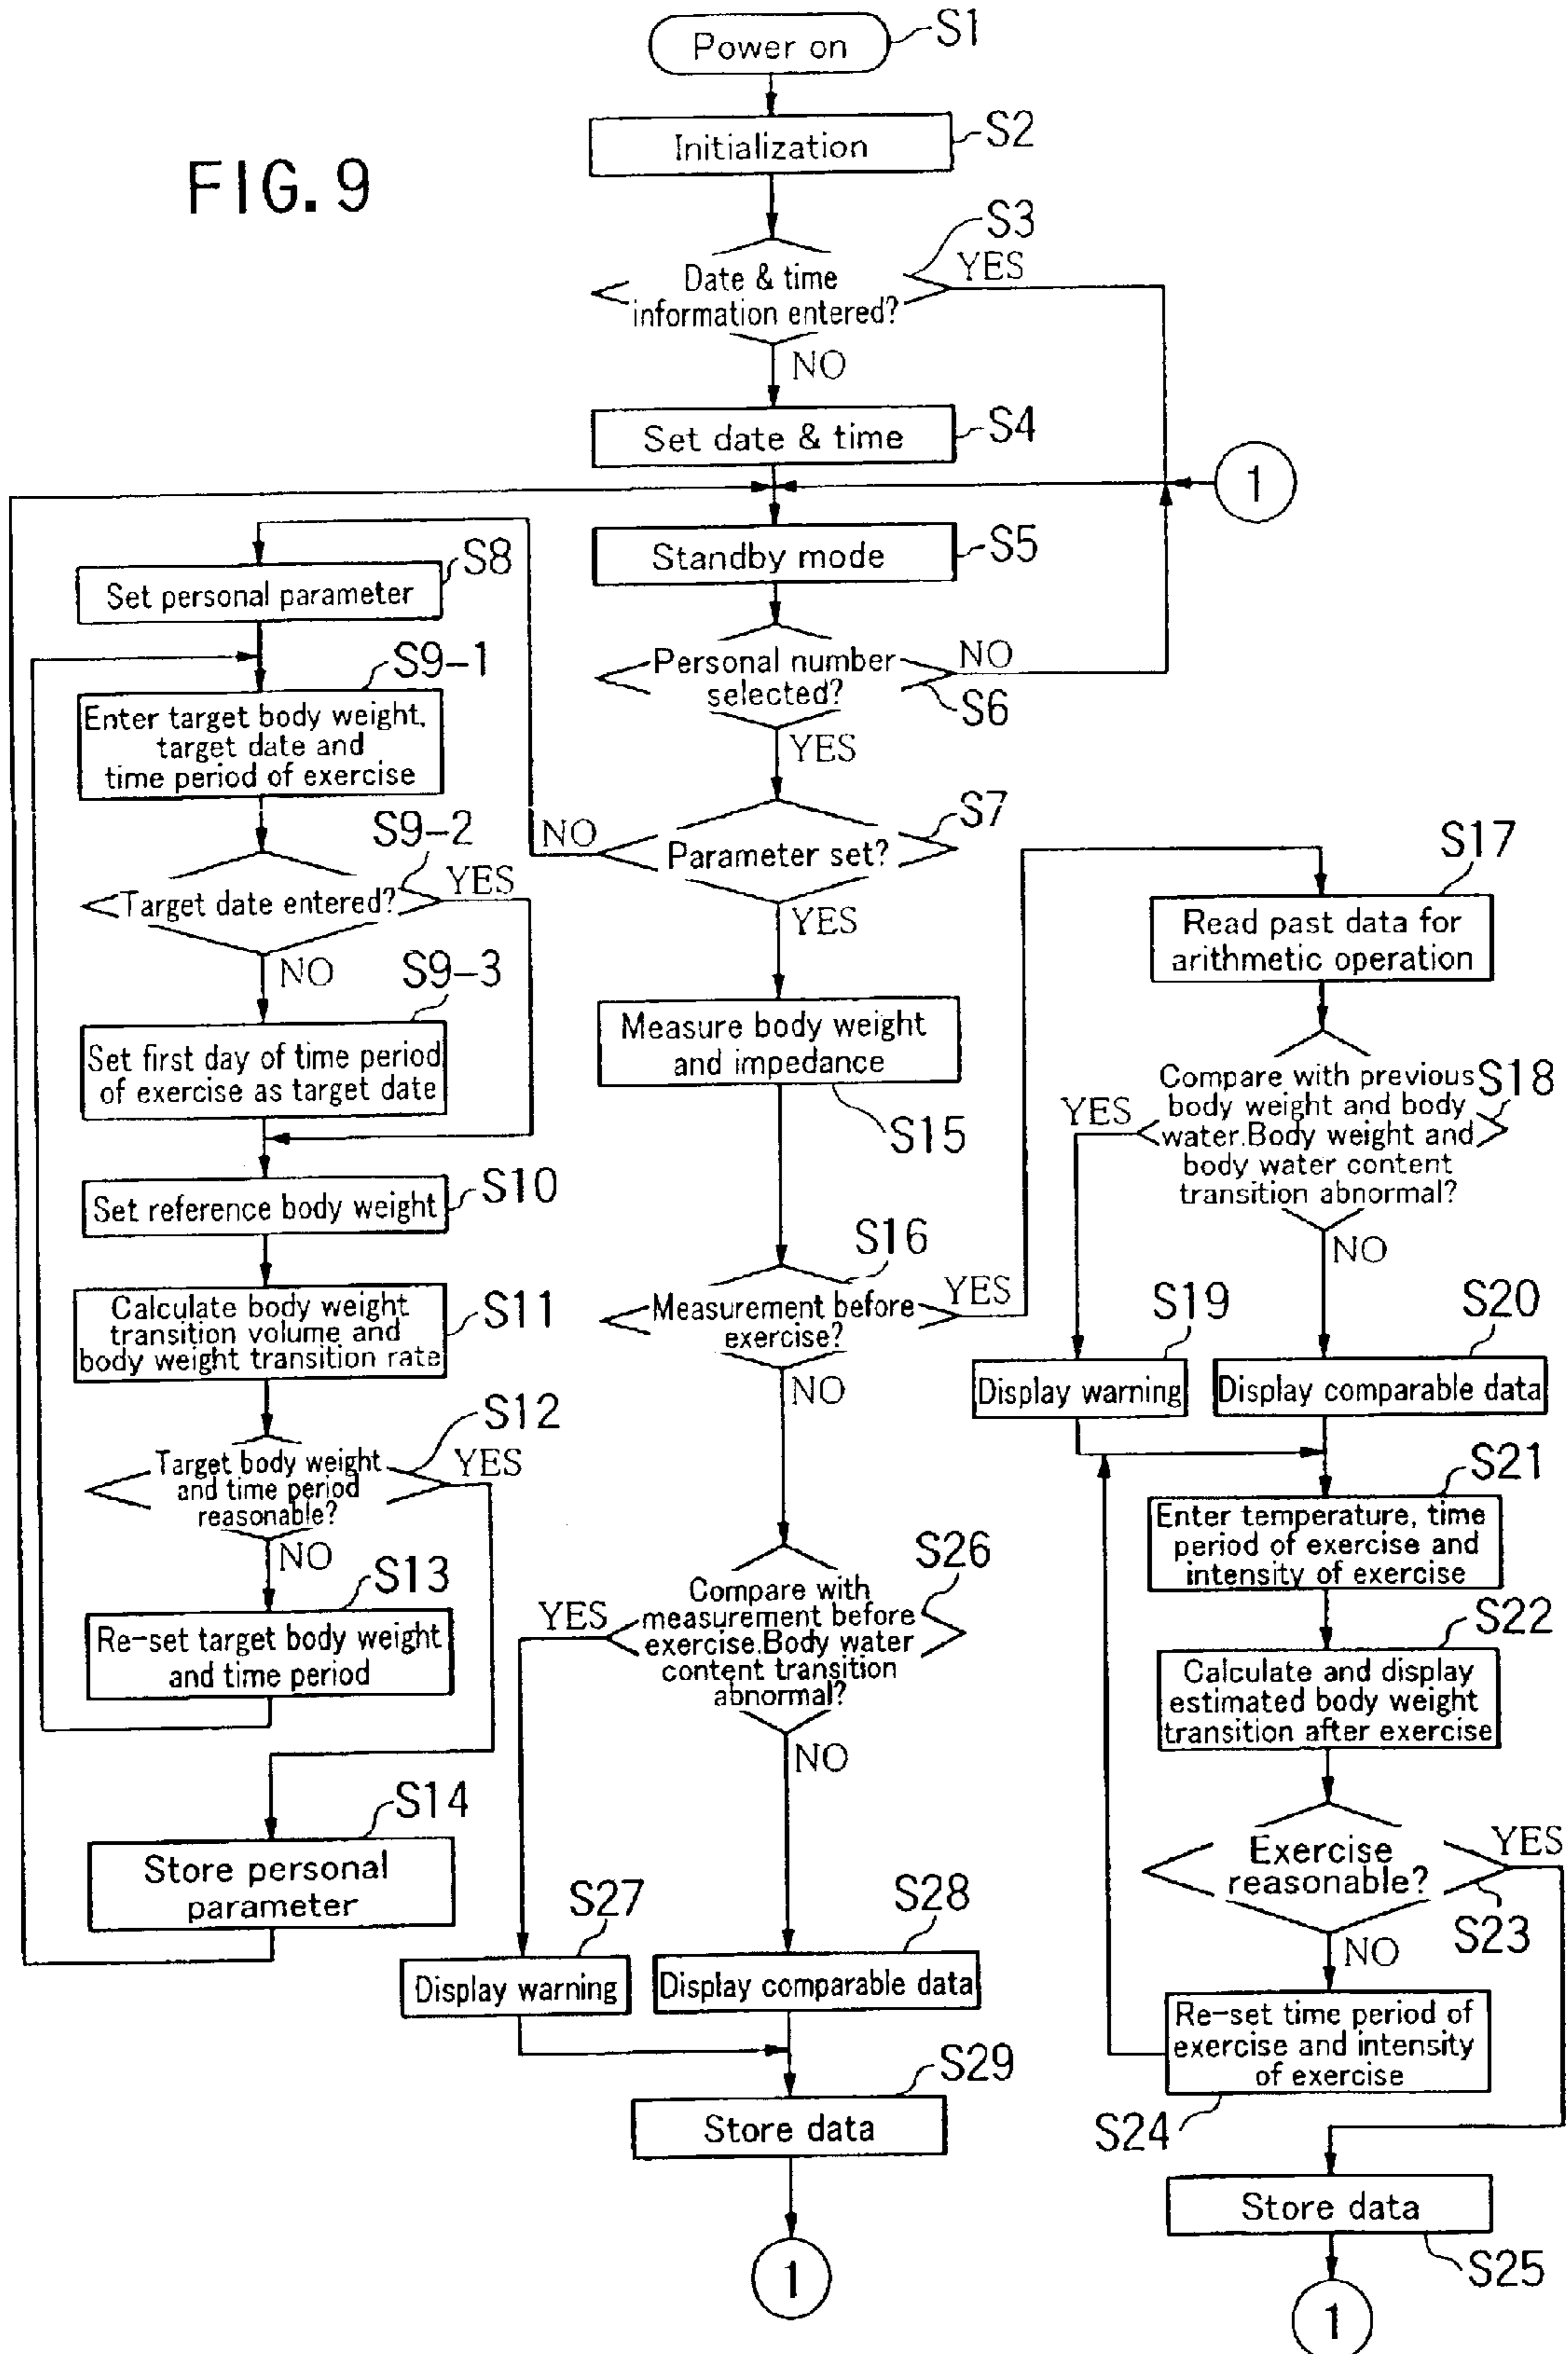 FIG. 9
Power on
S1
Initialization
S2
Date & time
information entered?
S3
YES
NO
Set date & time
S4
1
Standby mode
S5
Personal number
selected?
S6
NO
YES
Parameter set?
S7
NO
YES
Set personal parameter
S8
Enter target body weight,
target date and
time period of exercise
S9-1
Target date entered?
S9-2
YES
NO
Set first day of time period
of exercise as target date
S9-3
Set reference body weight
S10
Calculate body weight
transition volume and
body weight transition rate
S11
Target body weight
and time period
reasonable?
S12
YES
NO
Re-set target body weight
and time period
S13
Store personal
parameter
S14
Measure body weight
and impedance
S15
Measurement before
exercise?
S16
YES
NO
Compare with
measurement before
exercise.Body water
content transition
abnormal?
S26
YES
NO
Display warning
S27
Display comparable data
S28
Store data
S29
1
Read past data for
arithmetic operation
S17
Compare with previous
body weight and body
water.Body weight and
body water content
transition abnormal?
S18
YES
NO
Display warning
S19
Display comparable data
S20
Enter temperature, time
period of exercise and
intensity of exercise
S21
Calculate and display
estimated body weight
transition after exercise
S22
Exercise
reasonable?
S23
YES
NO
Re-set time period of
exercise and intensity
of exercise
S24
Store data
S25
1